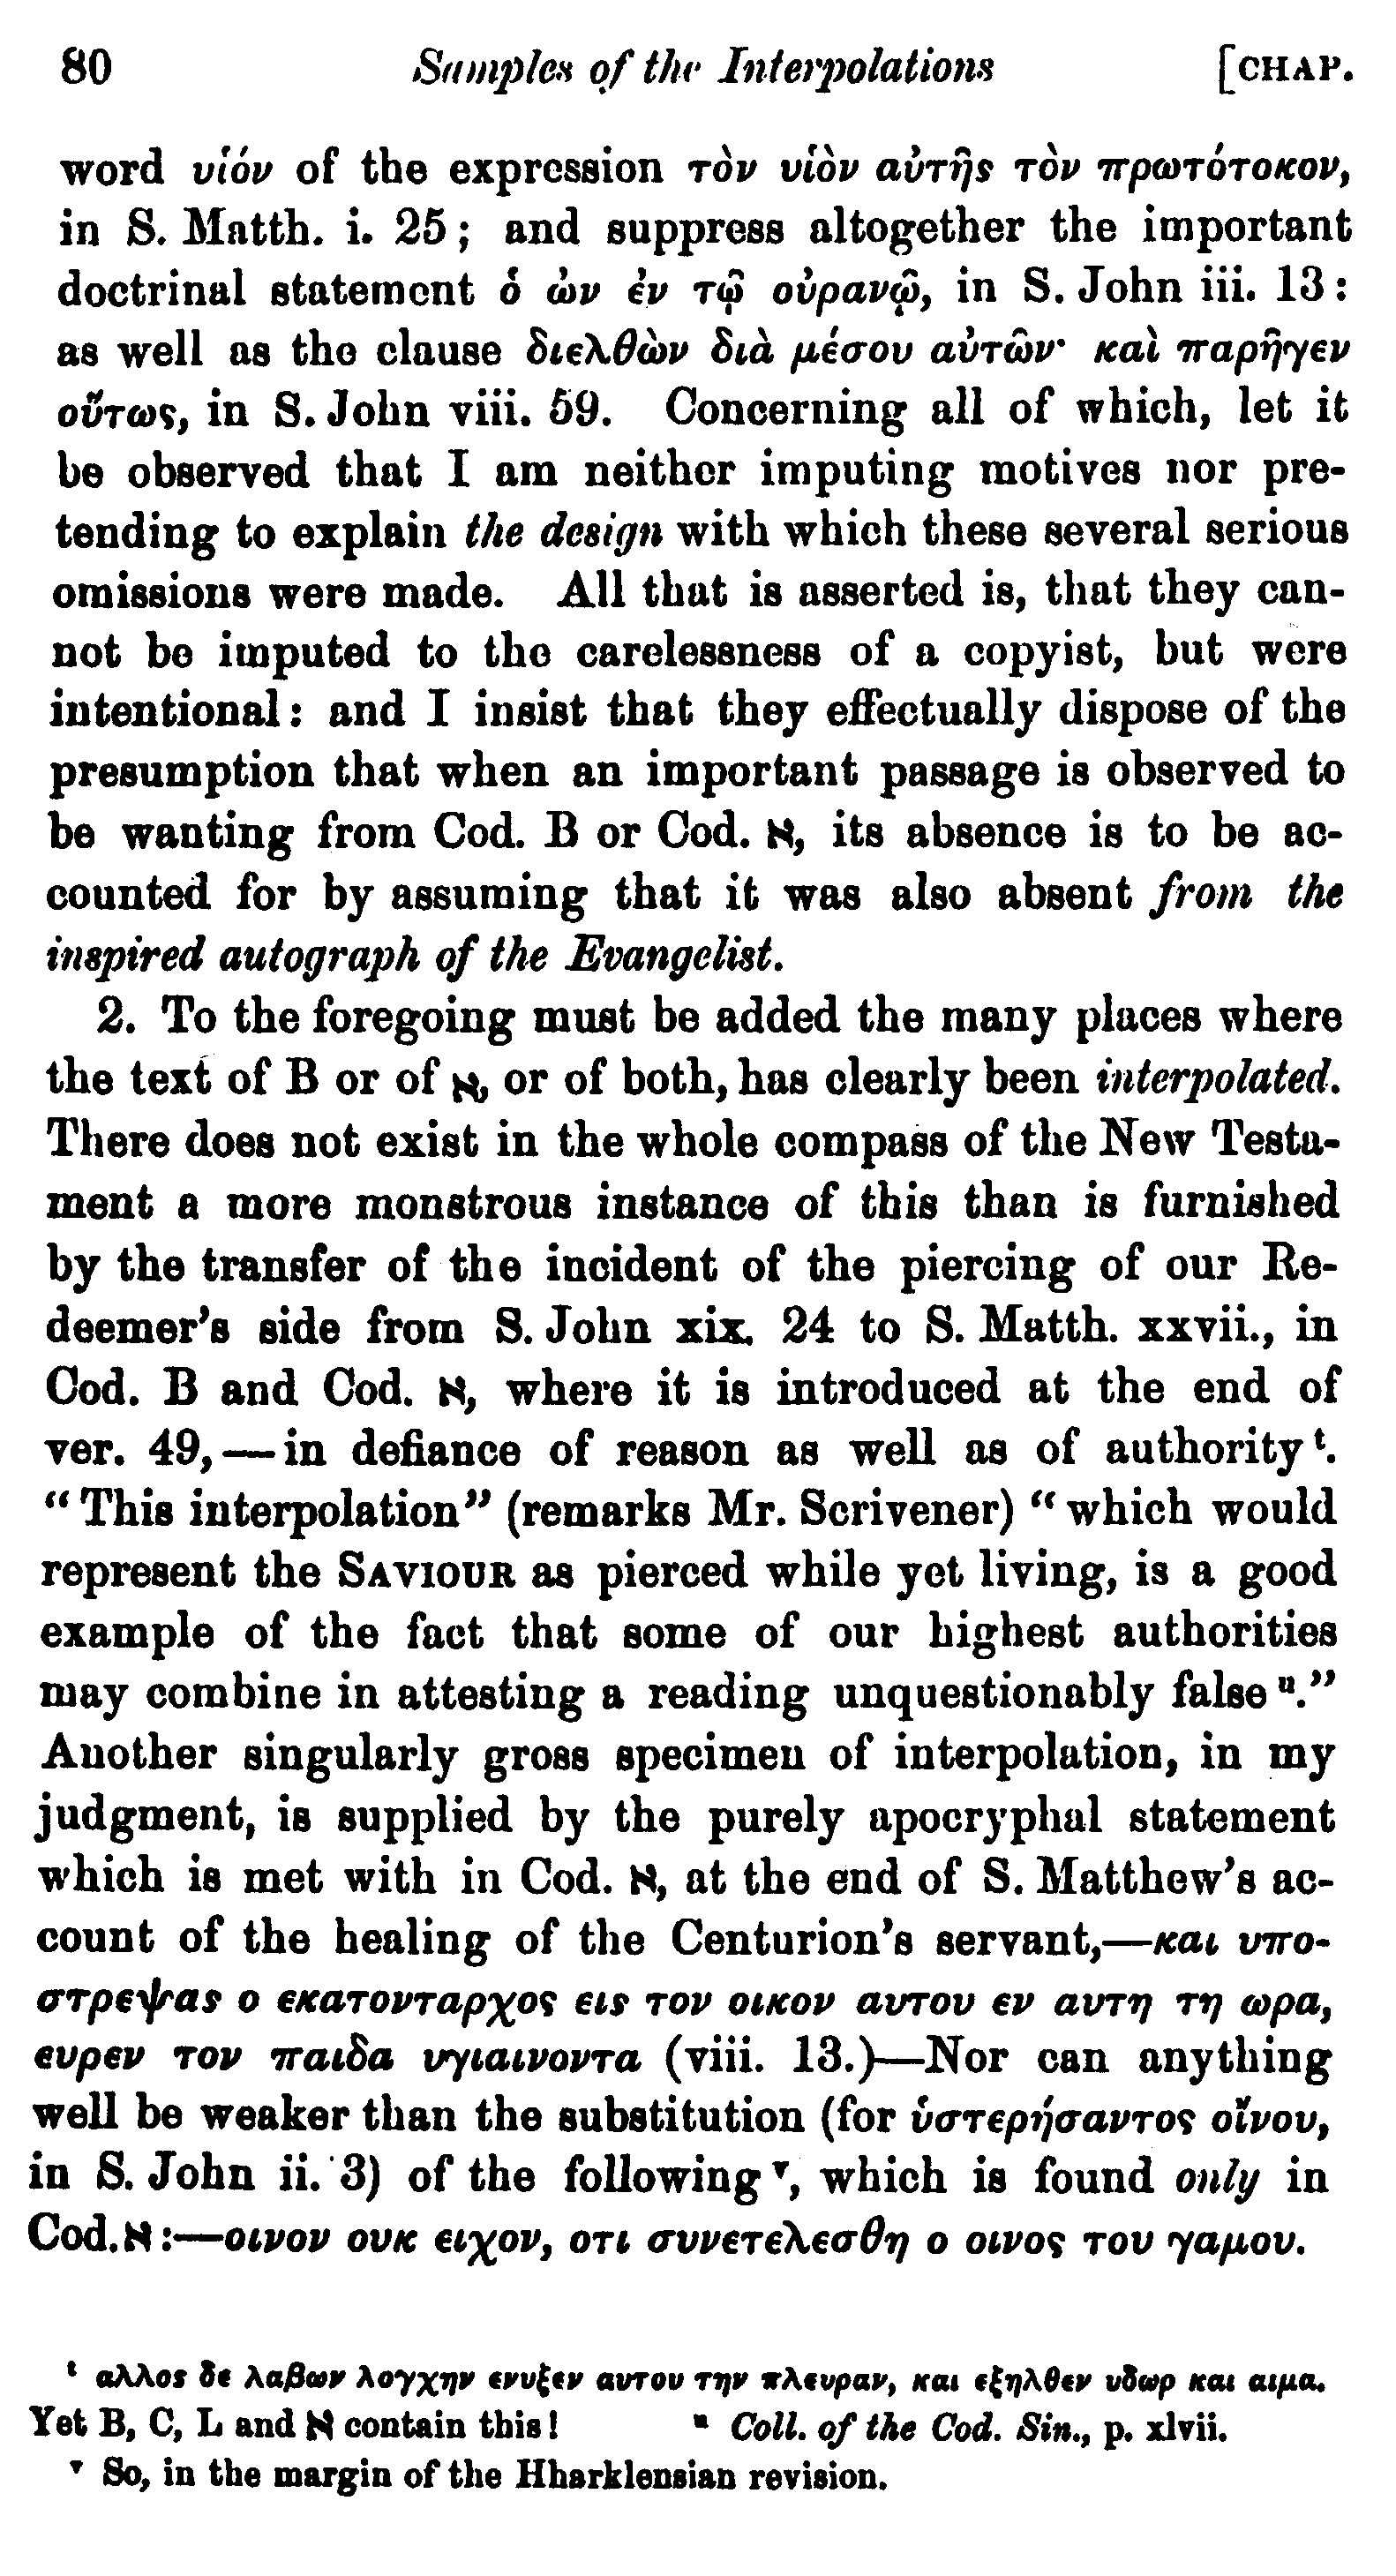 80 Samples of the Interpolations [CHAP.
word υἱόν of the expression τὸν υἱὸν αὐτῆς τὸν πρωτότοκον,
in S. Matth. i. 25; and suppress altogether the important
doctrinal statement ὁ ὢν ἐν τῷ οὐρανῷ, in S. John iii. 13:
as well as the clause διελθὼν διὰ μέσου αὐτῶν· καὶ παρῆγεν
οὕτως, in S. John viii. 59. Concerning all of which, let it
be observed that I am neither imputing motives nor pre-
tending to explain the design with which these several serious
omissions were made. All that is asserted is, that they can-
not be imputed to the carelessness of a copyist, but were
intentional: and I insist that they effectually dispose of the
presumption that when an important passage is observed to
be wanting from Cod. B or Cod. א, its absence is to be ac-
counted for by assuming that it was also absent from the
inspired autograph of the Evangelist.
2. To the foregoing must be added the many places where
the text of B or of א, or of both, has clearly been interpolated.
There does not exist in the whole compass of the New Testa-
ment a more monstrous instance of this than is furnished
by the transfer of the incident of the piercing of our Re-
deemer's side from S. John xix. 24 to S. Matth. xxvii., in
Cod. B and Cod. א, where it is introduced at the end of
ver. 49,—in defiance of reason as well as of authority t.
“This interpolation” (remarks Mr. Scrivener) “which would
represent the SAVIOUR as pierced while yet living, is a good
example of the fact that some of our highest authorities
may combine in attesting a reading unquestionably false u.”
Another singularly gross specimen of interpolation, in my
judgment, is supplied by the purely apocryphal statement
which is met with in Cod. א, at the end of S. Matthew's ac-
count of the healing of the Centurion's servant,—και υπο-
στρεψας ο εκατονταρχος εις τον οικον αυτου εν αυτη τη ωρα,
ευρεν τον παιδα υγιαινοντα (viii. 13.)—Nor can anything
well be weaker than the substitution (for ὑστερήσαντος οἴνου,
in S. John ii. 3) of the following v, which is found only in
Cod. א:—οινον ουκ ειχον, οτι συνετελεσθη ο οινος του γαμου.
t αλλος δε λαβων λογχην ενυξεν αυτου την πλευραν, και εξηλθεν υδωρ και αιμα.
Yet B, C, L and א contain this! u Coll. of the Cod. Sin., p. xlvii.
v So, in the margin of the Hharklensian revision.